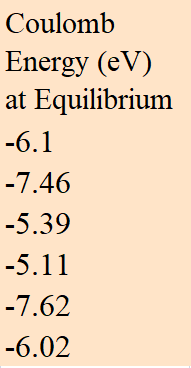 Coulomb
Energy (eV)
at Equilibrium
-6.1
-7.46
-5.39
-5.11
-7.62
-6.02